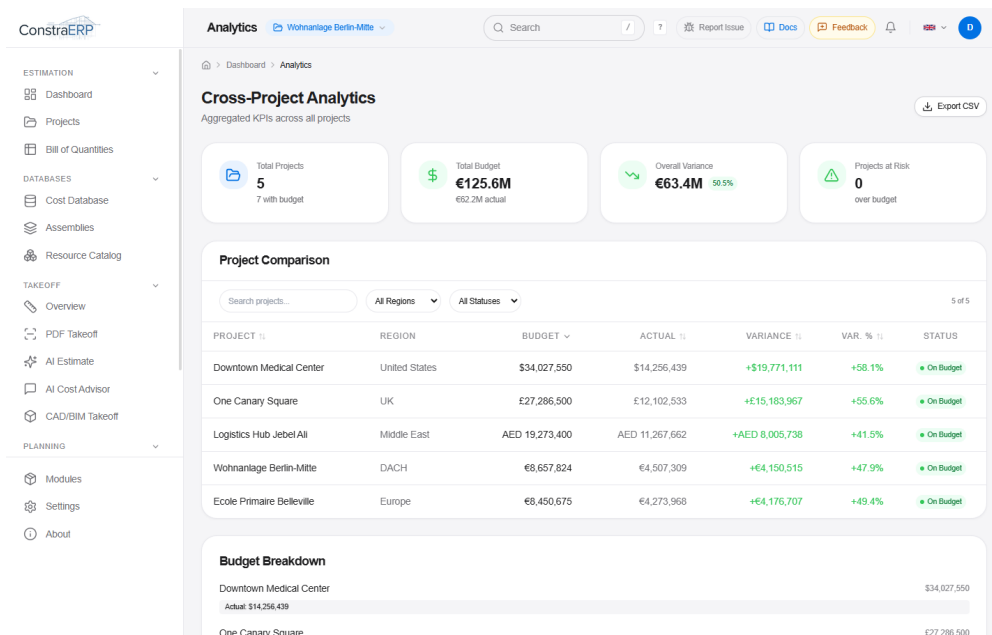 ConstraERP
Analytics
Wohnanlage Berlin-Mitte
Search
/
?
Report Issue
Docs
Feedback
D
ESTIMATION
Dashboard
Projects
Bill of Quantities
DATABASES
Cost Database
Assemblies
Resource Catalog
TAKEOFF
Overview
PDF Takeoff
AI Estimate
AI Cost Advisor
CAD/BIM Takeoff
PLANNING
Modules
Settings
About
Dashboard > Analytics
Cross-Project Analytics
Aggregated KPIs across all projects
Export CSV
Total Projects
5
7 with budget
Total Budget
€125.6M
€62.2M actual
Overall Variance
€63.4M 50.5%
Projects at Risk
0
over budget
Project Comparison
Search projects...
All Regions
All Statuses
5 of 5
PROJECT REGION BUDGET ACTUAL VARIANCE VAR. % STATUS
Downtown Medical Center United States $34,027,550 $14,256,439 +$19,771,111 +58.1% On Budget
One Canary Square UK £27,286,500 £12,102,533 +£15,183,967 +55.6% On Budget
Logistics Hub Jebel Ali Middle East AED 19,273,400 AED 11,267,662 +AED 8,005,738 +41.5% On Budget
Wohnanlage Berlin-Mitte DACH €8,657,824 €4,507,309 +€4,150,515 +47.9% On Budget
Ecole Primaire Belleville Europe €8,450,675 €4,273,968 +€4,176,707 +49.4% On Budget
Budget Breakdown
Downtown Medical Center $34,027,550
Actual: $14,256,439
One Canary Square £27,286,500